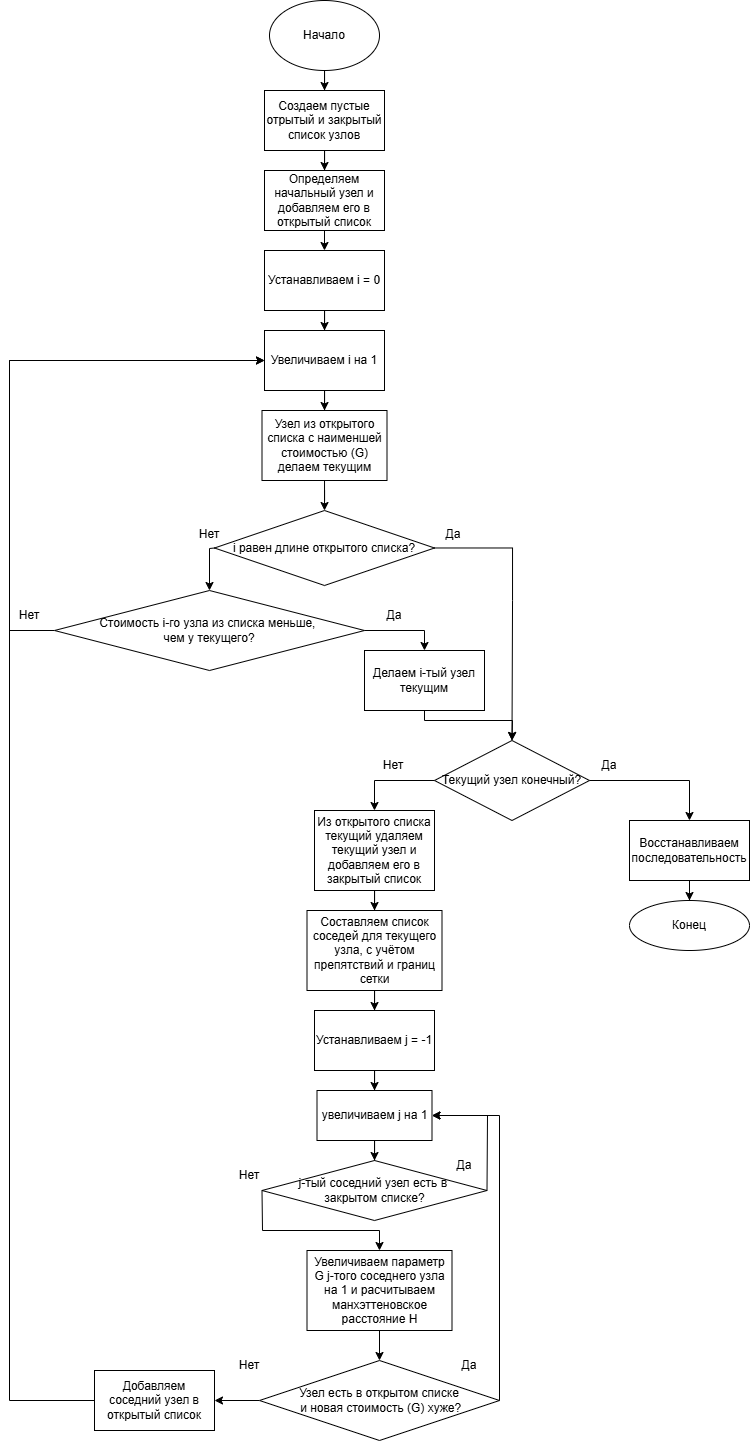 Начало
Создаем пустые
отрытый и закрытый
список узлов
Определяем
начальный узел и
добавляем его в
открытый список
Устанавливаем i = 0
Увеличиваем i на 1
Узел из открытого
списка с наименшей
стоимостью (G)
делаем текущим
Нет
Да
i равен длине открытого списка?
Нет
Стоимость i-го узла из списка меньше,
чем у текущего?
Да
Делаем i-тый узел
текущим
Нет
Текущий узел конечный?
Да
Из открытого списка
текущий удаляем
текущий узел и
добавляем его в
закрытый список
Восстанавливаем
последовательность
Составляем список
соседей для текущего
узла, с учётом
препятствий и границ
сетки
Конец
Устанавливаем j = -1
увеличиваем j на 1
Нет
Да
j-тый соседний узел есть в
закрытом списке?
Увеличиваем параметр
G j-того соседнего узла
на 1 и расчитываем
манхэттеновское
расстояние H
Нет
Да
Узел есть в открытом списке
и новая стоимость (G) хуже?
Добавляем
соседний узел в
открытый список